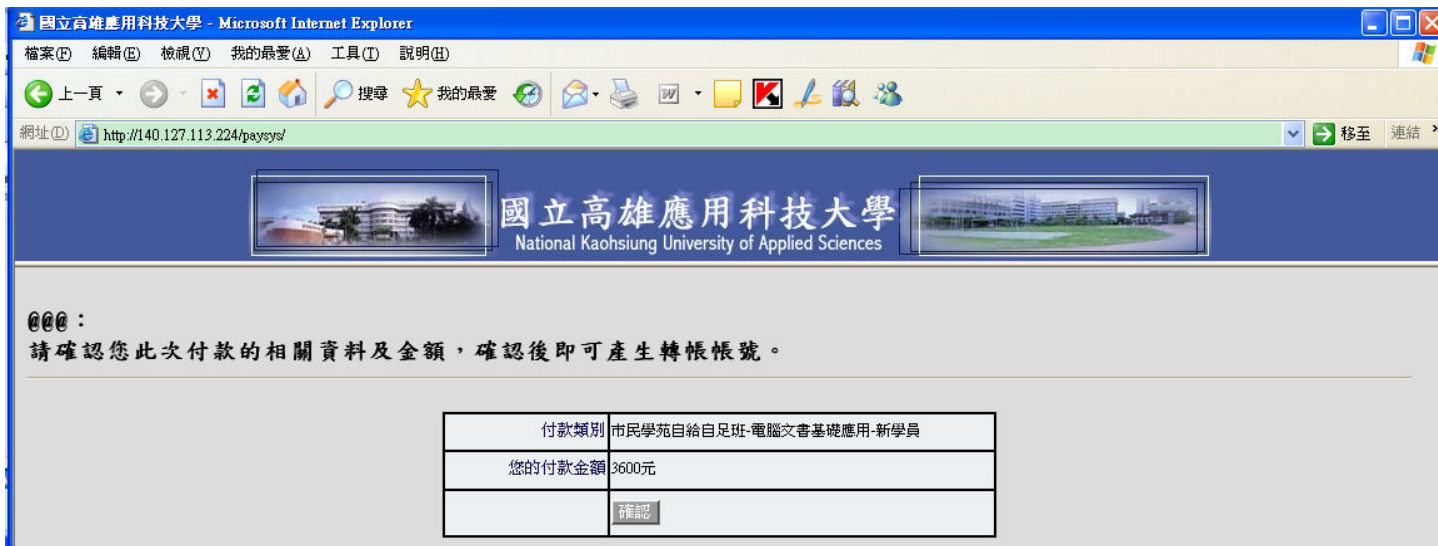 國立高雄應用科技大學 - Microsoft Internet Explorer
檔案(F) 編輯(E) 檢視(V) 我的最愛(A) 工具(T) 說明(H)
上一頁 搜尋 我的最愛
網址(D) http://140.127.113.224/paysys/ 移至 連結 »
國立高雄應用科技大學
National Kaohsiung University of Applied Sciences
@@@：
請確認您此次付款的相關資料及金額，確認後即可產生轉帳帳號。
付款類別 市民學苑自給自足班-電腦文書基礎應用-新學員
您的付款金額 3600元
確認